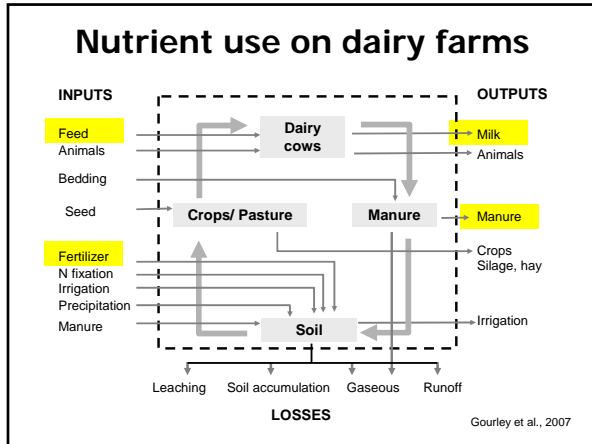 Nutrient use on dairy farms
INPUTS
OUTPUTS
Feed
Animals
Bedding
Seed
Fertilizer
N fixation
Irrigation
Precipitation
Manure
Dairy
cows
Crops/ Pasture
Manure
Soil
Milk
Animals
Manure
Crops
Silage, hay
Irrigation
Leaching
Soil accumulation
Gaseous
Runoff
LOSSES
Gourley et al., 2007